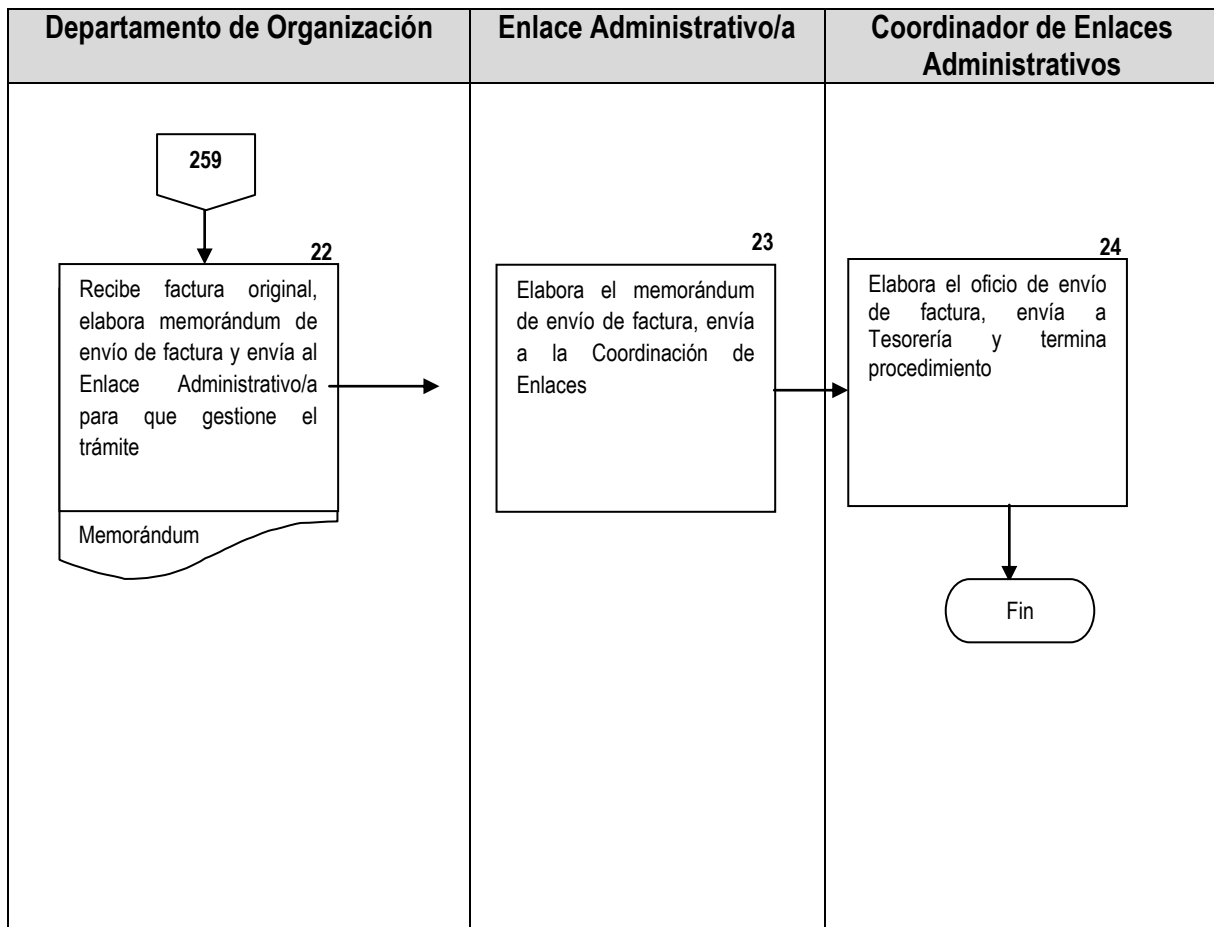 Departamento de Organización
Enlace Administrativo/a
Coordinador de Enlaces
Administrativos
259
22
Recibe factura original,
elabora memorándum de
envío de factura y envía al
Enlace Administrativo/a
para que gestione el
trámite
Memorándum
23
Elabora el memorándum
de envío de factura, envía
a la Coordinación de
Enlaces
24
Elabora el oficio de envío
de factura, envía a
Tesorería y termina
procedimiento
Fin